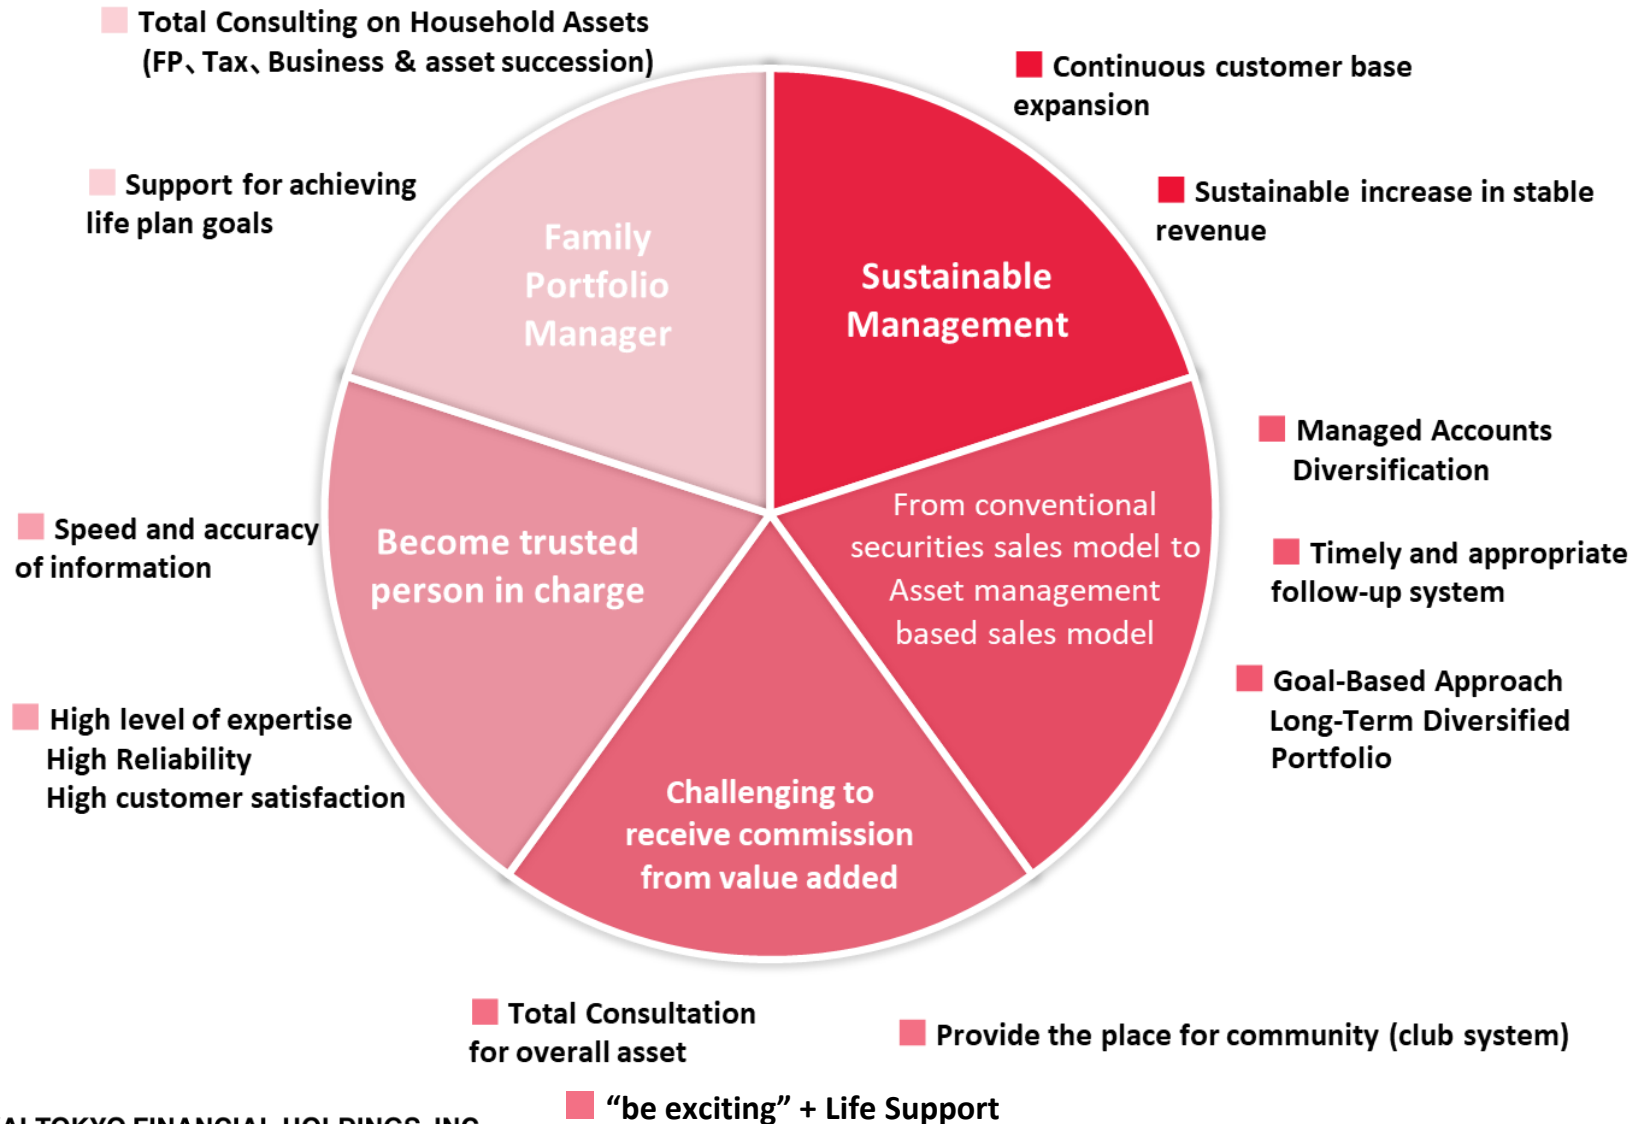 Total Consulting on Household Assets
(FP、Tax、Business & asset succession)
Continuous customer base
expansion
Support for achieving
life plan goals
Sustainable increase in stable
revenue
Family
Portfolio
Manager
Sustainable
Management
Managed Accounts
Diversification
From conventional
securities sales model to
Asset management
based sales model
Timely and appropriate
follow-up system
Speed and accuracy
of information
Become trusted
person in charge
Goal-Based Approach
Long-Term Diversified
Portfolio
High level of expertise
High Reliability
High customer satisfaction
Challenging to
receive commission
from value added
Total Consultation
for overall asset
Provide the place for community (club system)
“be exciting” + Life Support
TOKYO FINANCIAL HOLDINGS, INC